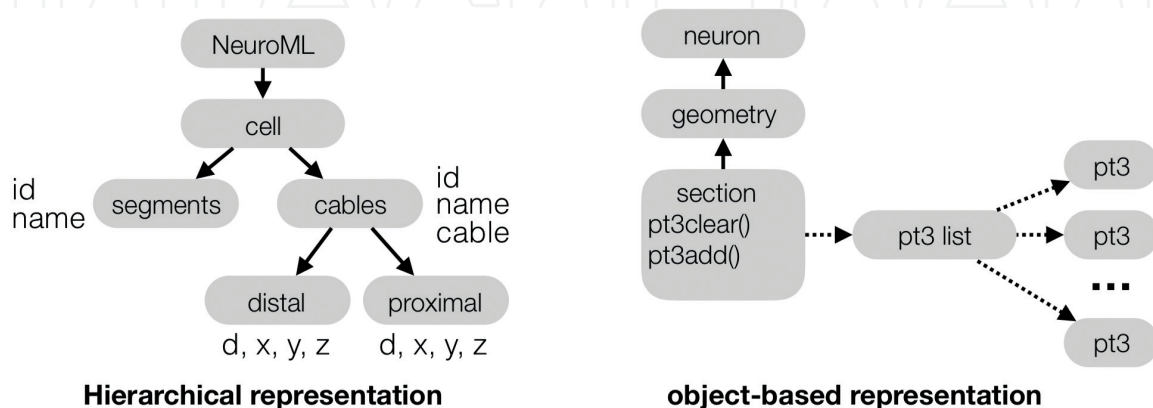 NeuroML
cell
id
name
segments
cables
id
name
cable
distal
proximal
d, x, y, z
d, x, y, z
Hierarchical representation
neuron
geometry
section
pt3clear()
pt3add()
pt3 list
pt3
pt3
...
pt3
object-based representation